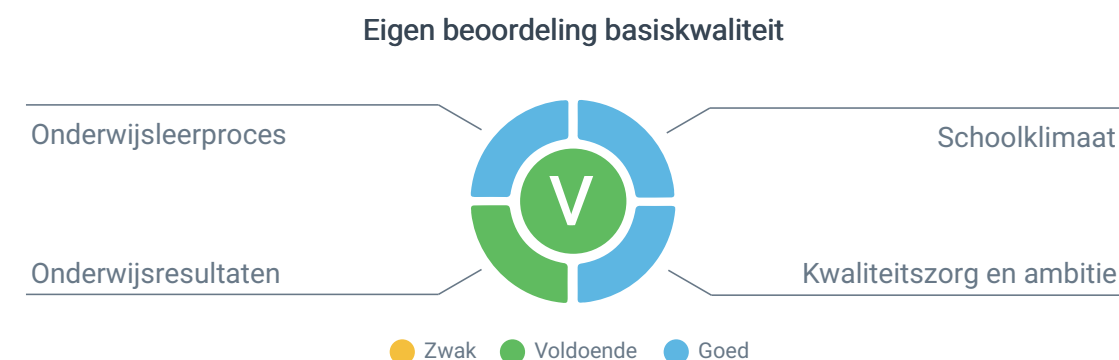 Eigen beoordeling basiskwaliteit
Onderwijsleerproces
Schoolklimaat
V
Onderwijsresultaten
Kwaliteitszorg en ambitie
Zwak Voldoende Goed